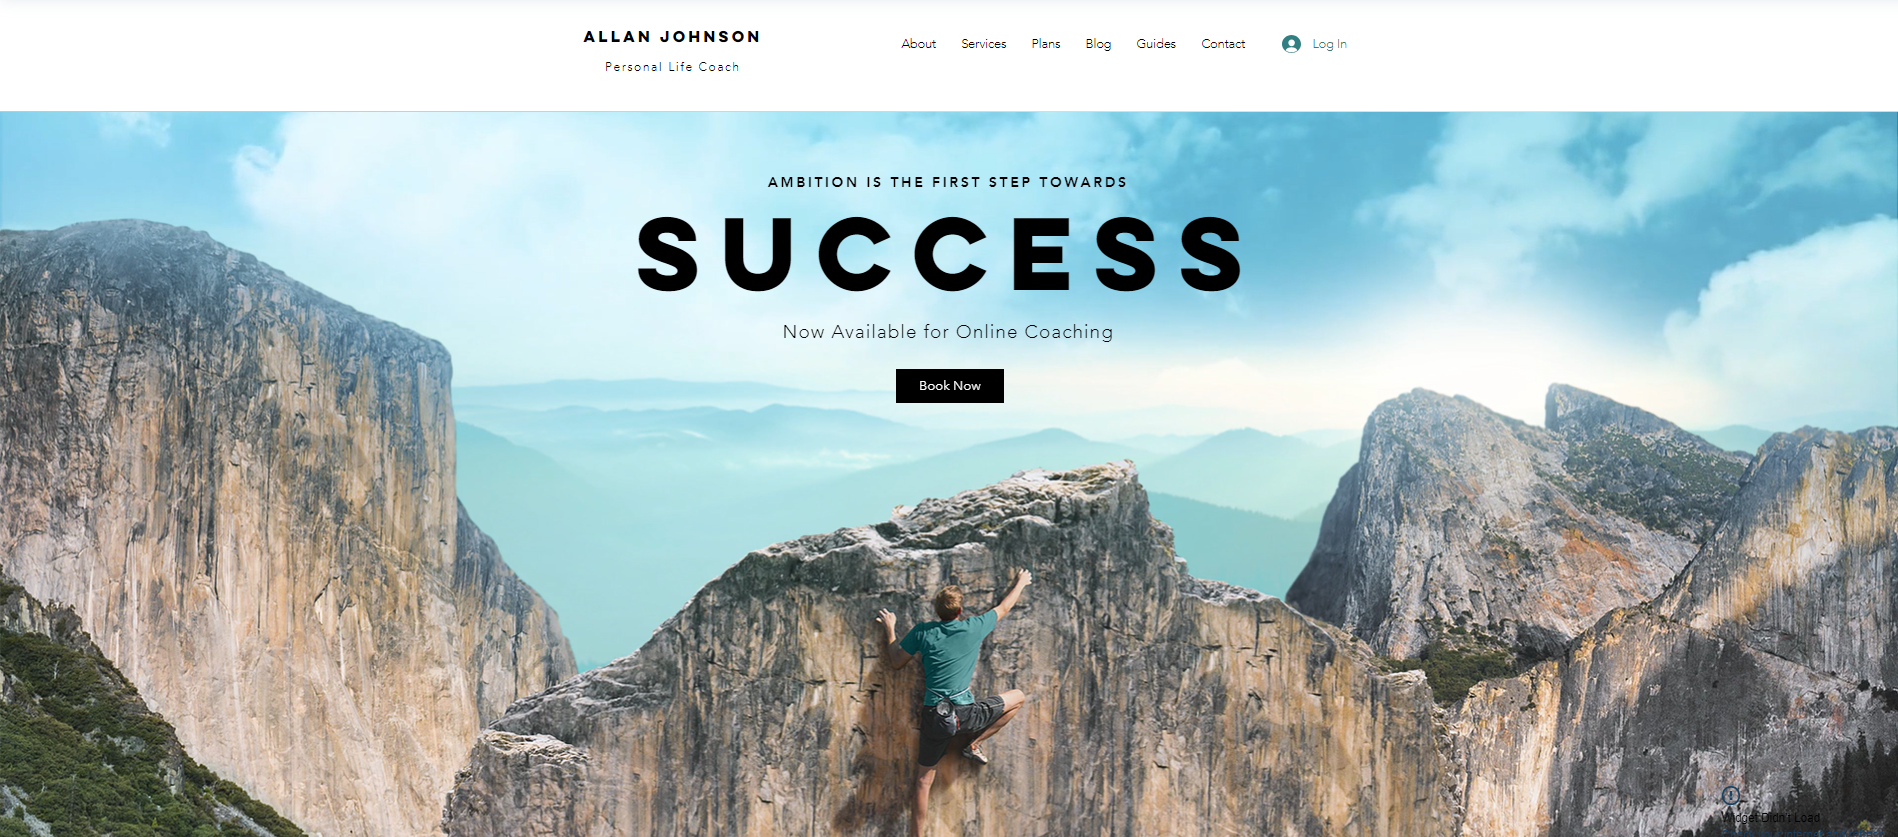 ALLAN JOHNSON
Personal Life Coach
About Services Plans Blog Guides Contact Log In
AMBITION IS THE FIRST STEP TOWARDS
SUCCESS
Now Available for Online Coaching
Book Now
Widget Didn't Load